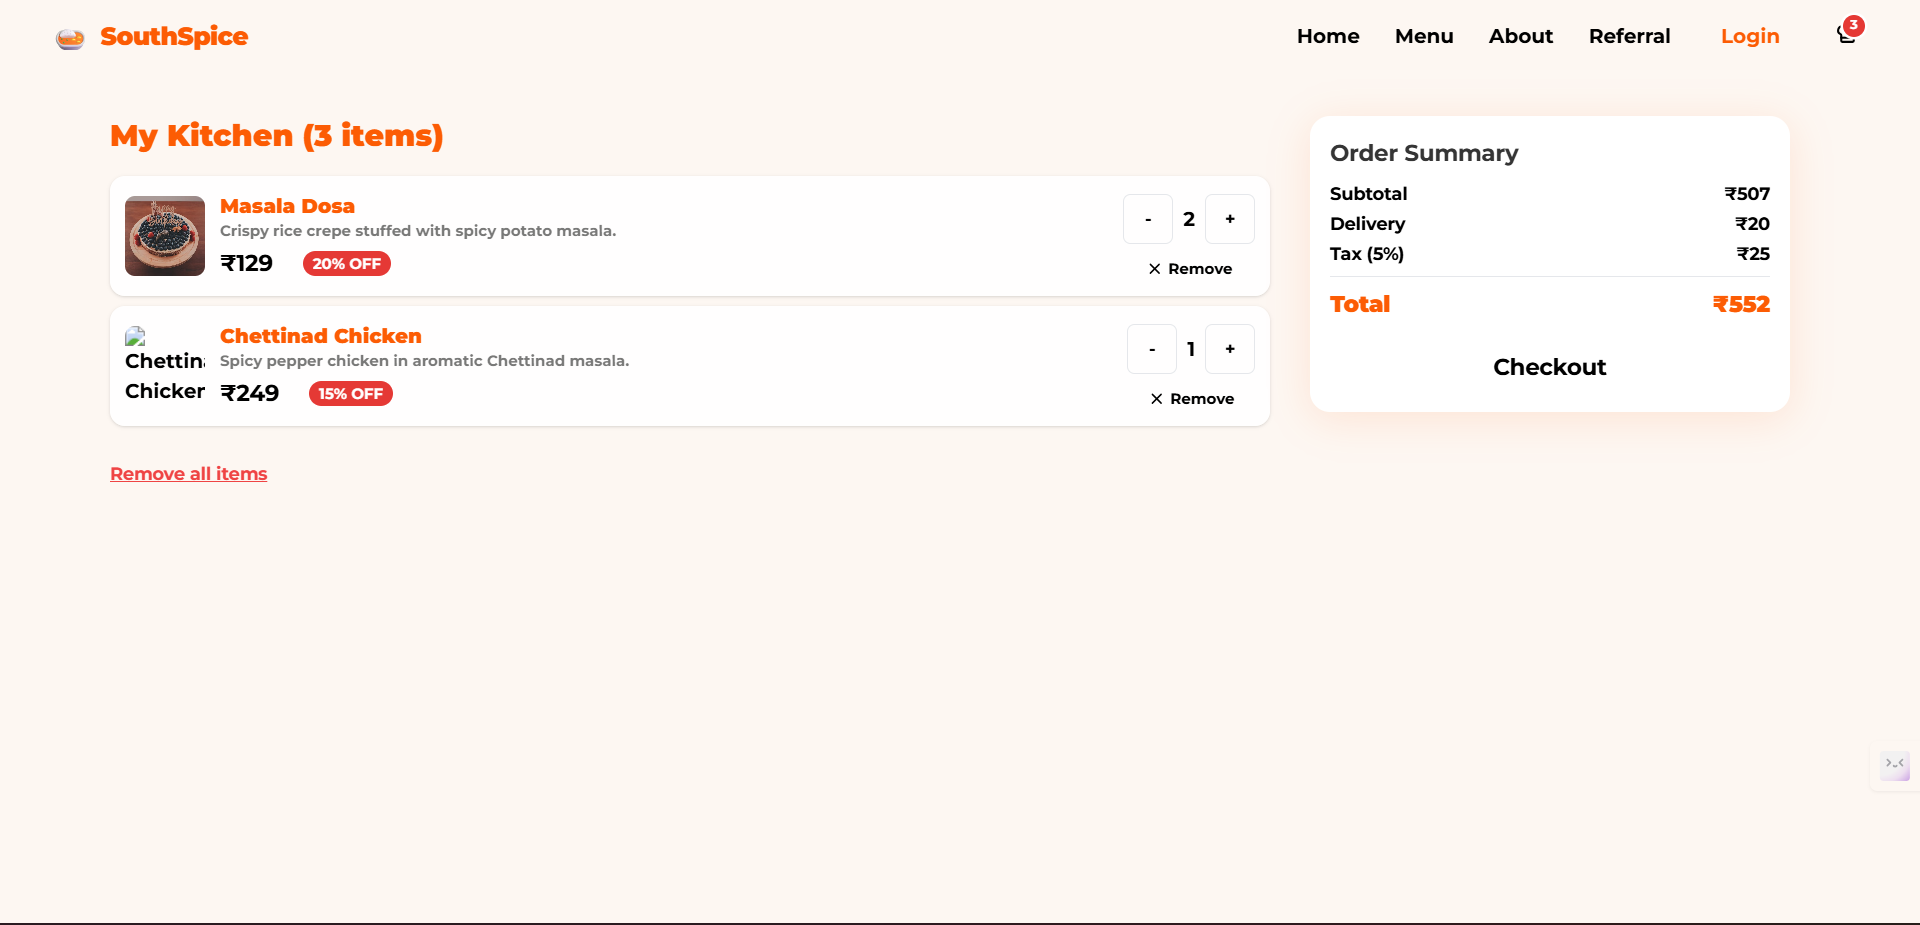 SouthSpice
Home
Menu
About
Referral
Login
3
My Kitchen (3 items)
Masala Dosa
Crispy rice crepe stuffed with spicy potato masala.
₹129
20% OFF
-
2
+
✕ Remove
Chettinad
Chicken
Chettinad Chicken
Spicy pepper chicken in aromatic Chettinad masala.
₹249
15% OFF
-
1
+
✕ Remove
Remove all items
Order Summary
Subtotal ₹507
Delivery ₹20
Tax (5%) ₹25
Total ₹552
Checkout